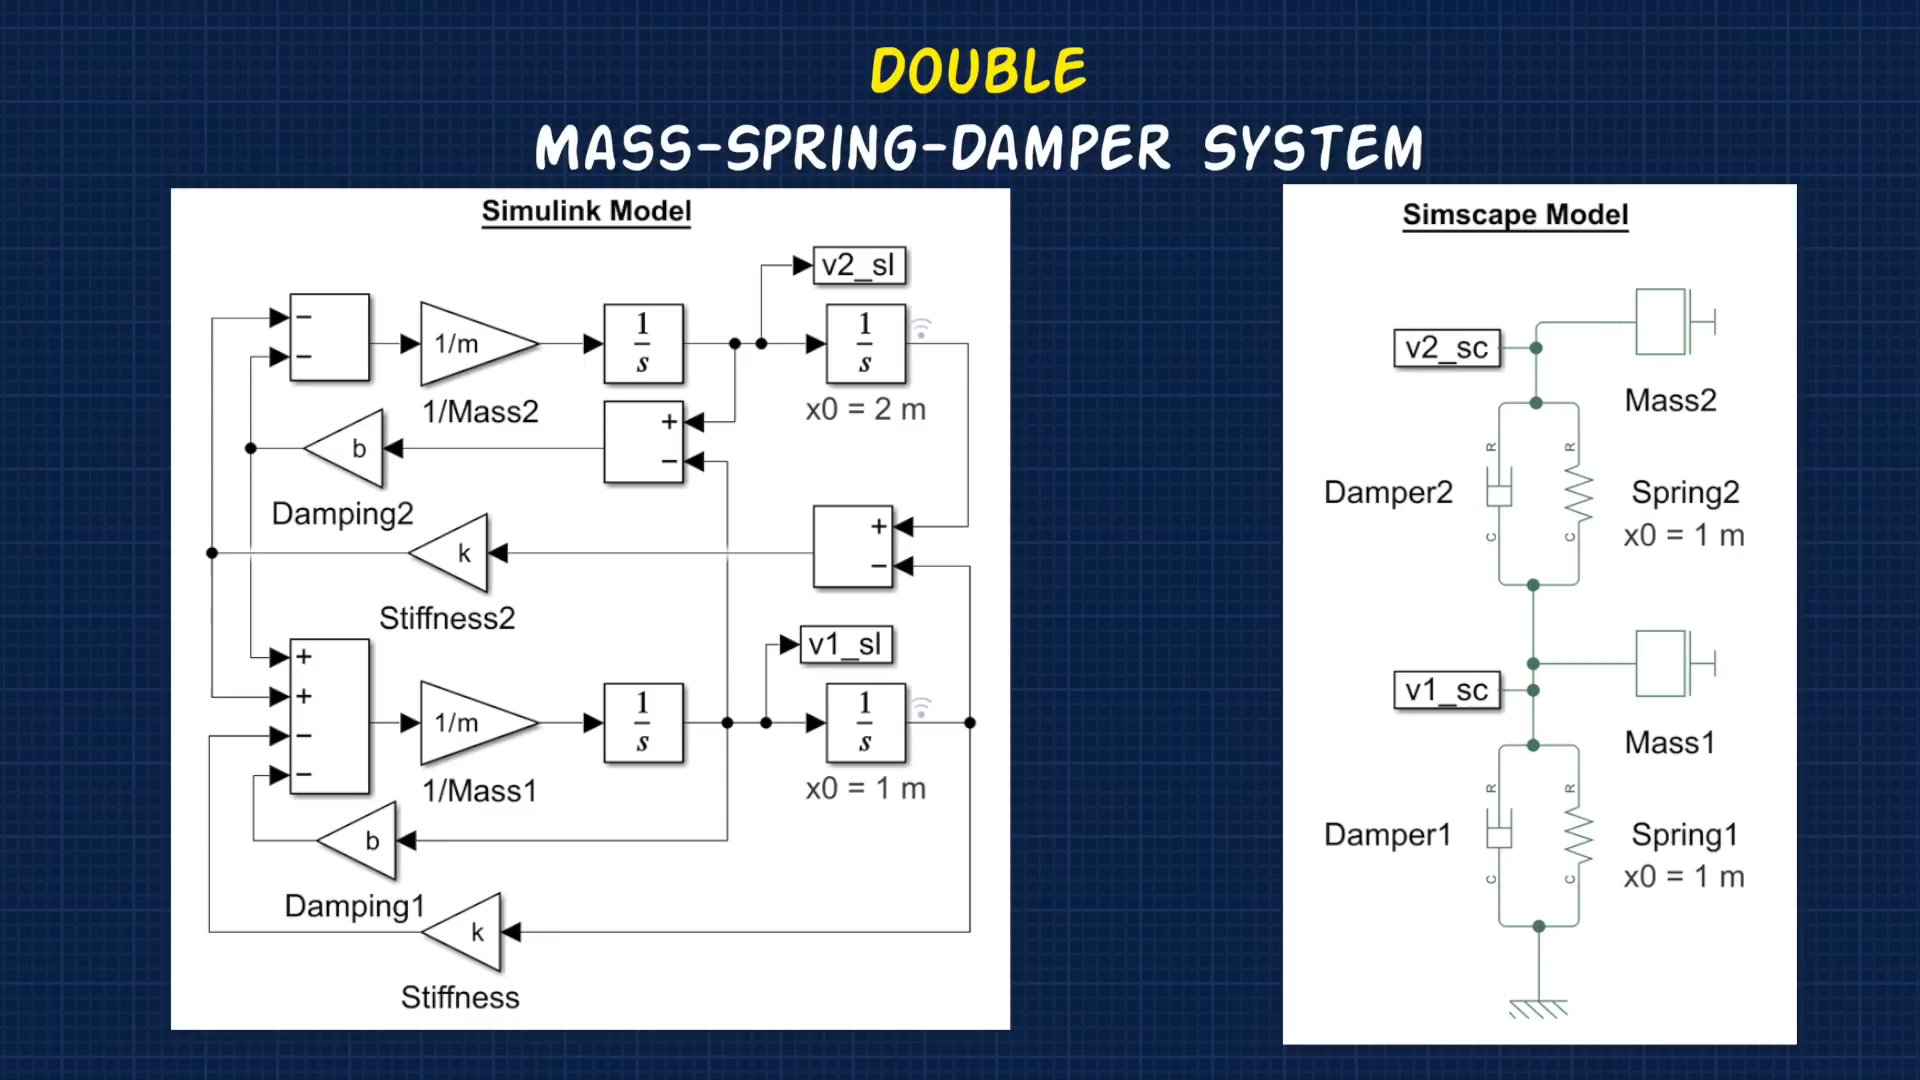 DOUBLE
MASS-SPRING-DAMPER SYSTEM
Simulink Model
v2_sl
−
−
1/m
1
s
1
s
1/Mass2
x0 = 2 m
+
−
b
Damping2
+
−
k
Stiffness2
v1_sl
+
+
−
−
1/m
1
s
1
s
1/Mass1
x0 = 1 m
b
Damping1
k
Stiffness
Simscape Model
v2_sc
Mass2
R
R
Damper2
Spring2
x0 = 1 m
C
C
v1_sc
Mass1
R
R
Damper1
Spring1
x0 = 1 m
C
C